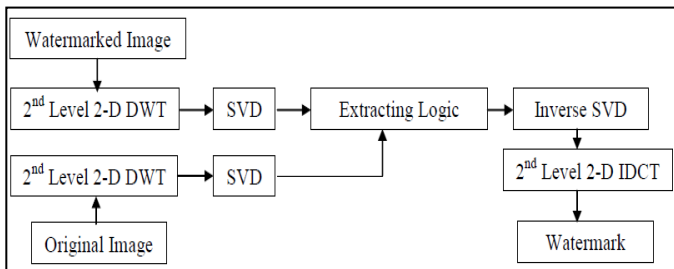 Watermarked Image
2nd Level 2-D DWT
SVD
Extracting Logic
Inverse SVD
2nd Level 2-D DWT
SVD
2nd Level 2-D IDCT
Original Image
Watermark